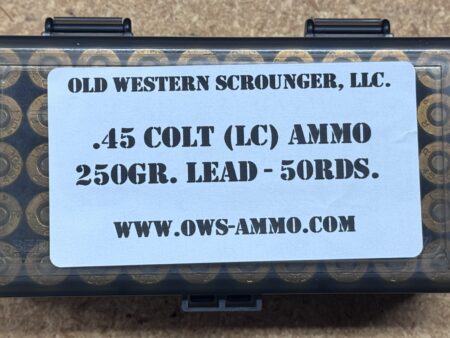 OLD WESTERN SCROUNGER, LLC.
.45 COLT (LC) AMMO
250GR. LEAD - 50RDS.
WWW.OWS-AMMO.COM